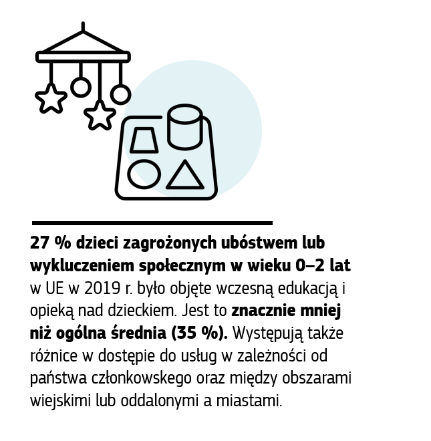 27 % dzieci zagrożonych ubóstwem lub
wykluczeniem społecznym w wieku 0–2 lat
w UE w 2019 r. było objęte wczesną edukacją i
opieką nad dzieckiem. Jest to znacznie mniej
niż ogólna średnia (35 %). Występują także
różnice w dostępie do usług w zależności od
państwa członkowskiego oraz między obszarami
wiejskimi lub oddalonymi a miastami.